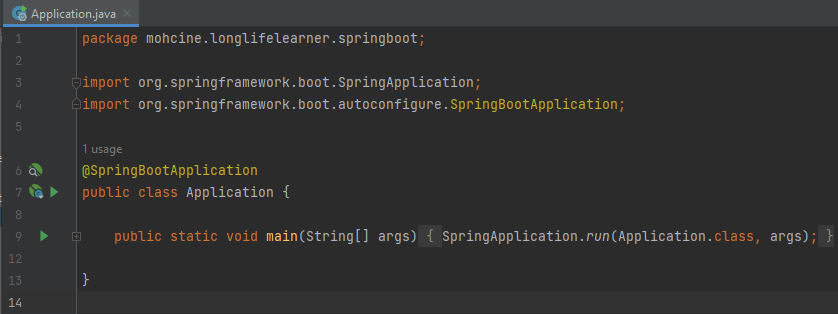 Application.java
1 package mohcine.longlifelearner.springboot;
2
3 import org.springframework.boot.SpringApplication;
4 import org.springframework.boot.autoconfigure.SpringBootApplication;
5
1 usage
6 @SpringBootApplication
7 public class Application {
8
9 public static void main(String[] args) { SpringApplication.run(Application.class, args); }
12
13 }
14